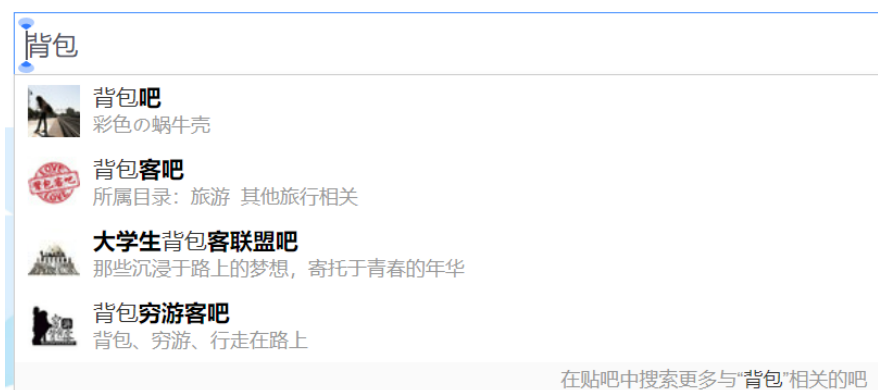 背包
背包吧
彩色の蜗牛壳
背包客吧
所属目录：旅游 其他旅行相关
大学生背包客联盟吧
那些沉浸于路上的梦想，寄托于青春的年华
背包穷游客吧
背包、穷游、行走在路上
在贴吧中搜索更多与“背包”相关的吧